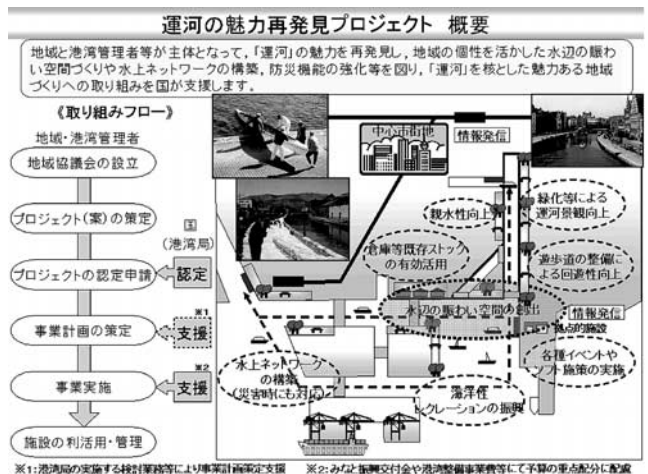 運河の魅力再発見プロジェクト 概要
地域と港湾管理者等が主体となって,「運河」の魅力を再発見し, 地域の個性を活かした水辺の賑わ
い空間づくりや水上ネットワークの構築, 防災機能の強化等を図り,「運河」を核とした魅力ある地域
づくりへの取り組みを国が支援します。
《取り組みフロー》
地域・港湾管理者
地域協議会の設立
プロジェクト(案)の策定
国
(港湾局)
プロジェクトの認定申請
認定
※1
事業計画の策定
支援
※2
事業実施
支援
施設の利活用・管理
中心市街地
情報発信
親水性向上
緑化等による
運河景観向上
倉庫等既存ストック
の有効活用
遊歩道の整備
による回遊性向上
水辺の賑わい空間の創出
情報発信
拠点的施設
水上ネットワーク
の構築
(災害時にも対応)
海洋性
レクレーションの振興
各種イベントや
ソフト施策の実施
※1:港湾局の実施する検討業務等により事業計画策定支援
※2:みなと振興交付金や港湾整備事業費等にて予算の重点配分に配慮